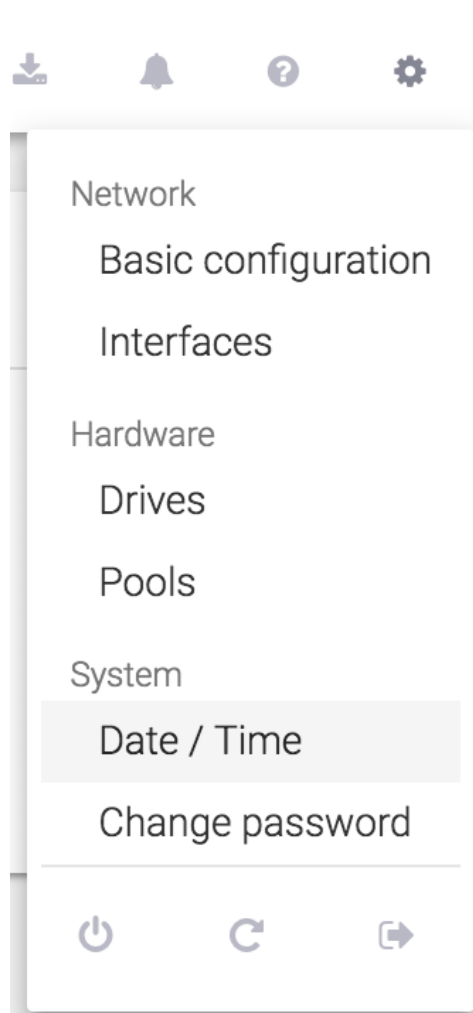 Network
Basic configuration
Interfaces
Hardware
Drives
Pools
System
Date / Time
Change password